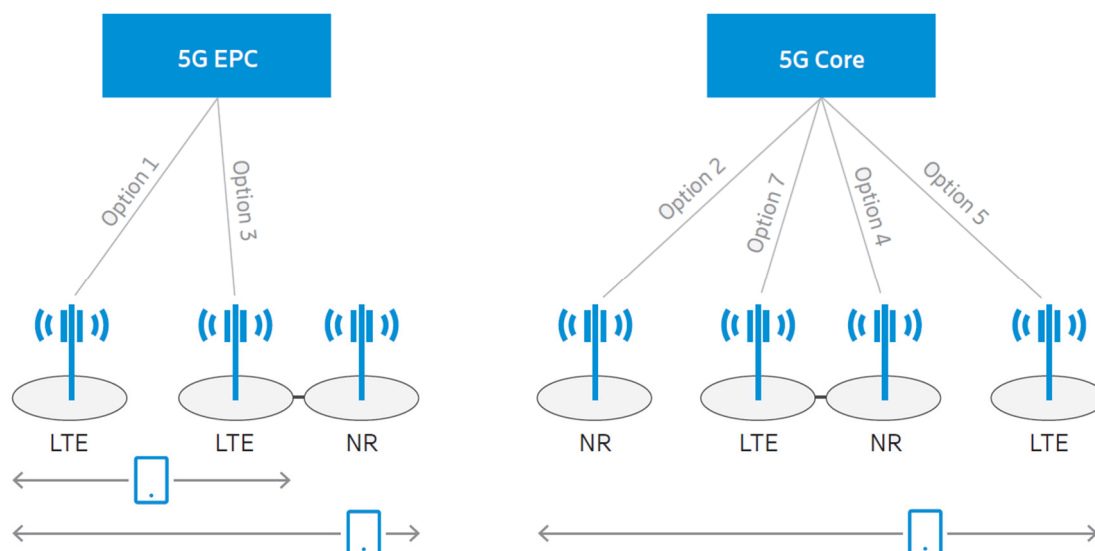 5G EPC
5G Core
Option 1
Option 3
Option 2
Option 7
Option 4
Option 5
LTE
LTE
NR
NR
LTE
NR
LTE